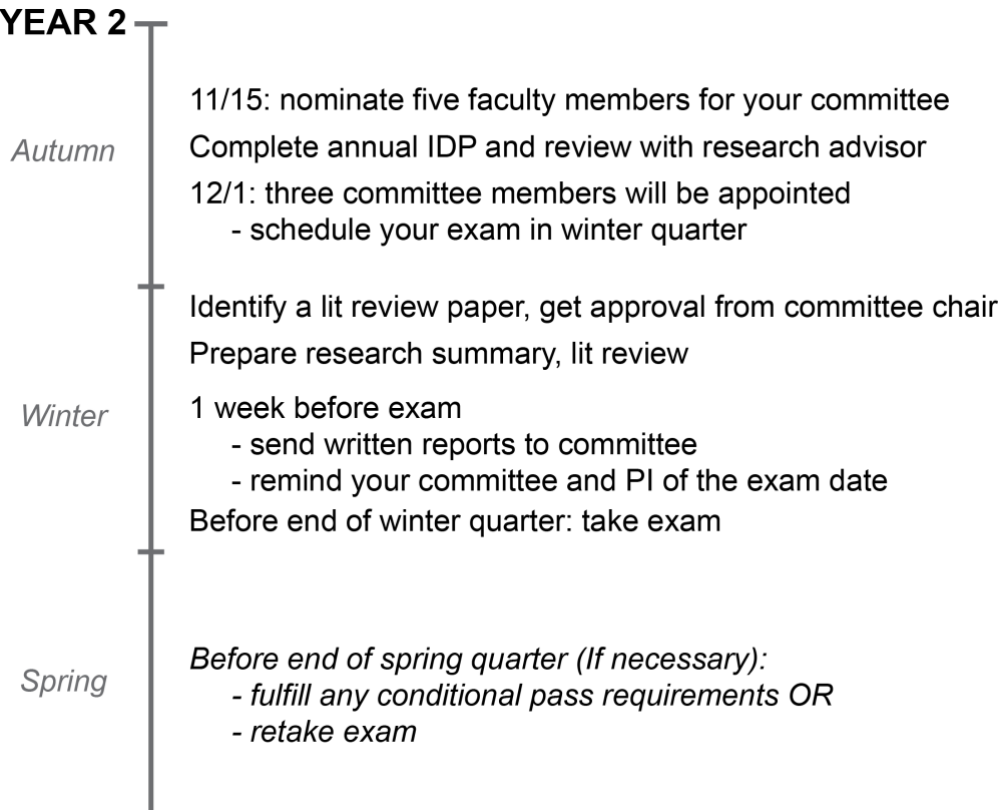 YEAR 2
Autumn
11/15: nominate five faculty members for your committee
Complete annual IDP and review with research advisor
12/1: three committee members will be appointed
- schedule your exam in winter quarter
Winter
Identify a lit review paper, get approval from committee chair
Prepare research summary, lit review
1 week before exam
- send written reports to committee
- remind your committee and PI of the exam date
Before end of winter quarter: take exam
Spring
Before end of spring quarter (If necessary):
- fulfill any conditional pass requirements OR
- retake exam